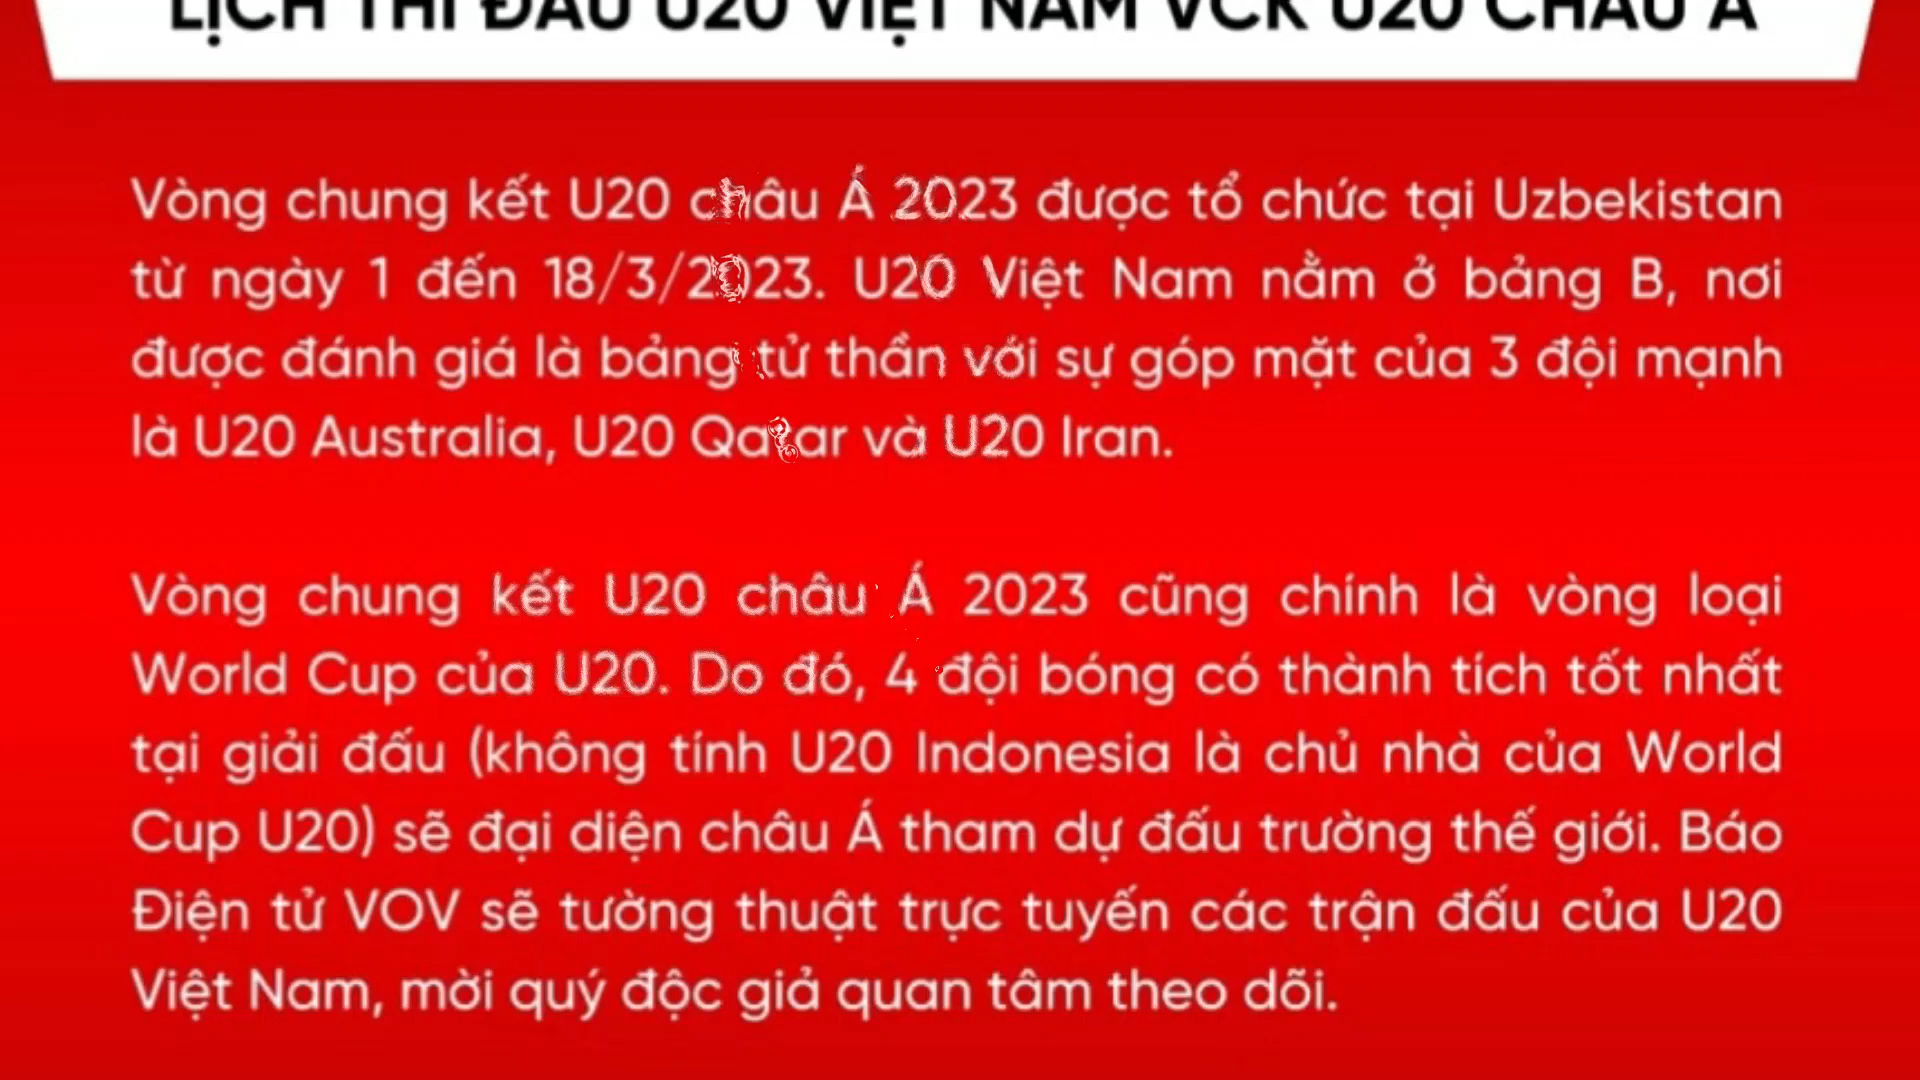 LỊCH THI ĐẤU U20 VIỆT NAM VCK U20 CHÂU Á
Vòng chung kết U20 châu Á 2023 được tổ chức tại Uzbekistan
từ ngày 1 đến 18/3/2023. U20 Việt Nam nằm ở bảng B, nơi
được đánh giá là bảng tử thần với sự góp mặt của 3 đội mạnh
là U20 Australia, U20 Qatar và U20 Iran.
Vòng chung kết U20 châu Á 2023 cũng chính là vòng loại
World Cup của U20. Do đó, 4 đội bóng có thành tích tốt nhất
tại giải đấu (không tính U20 Indonesia là chủ nhà của World
Cup U20) sẽ đại diện châu Á tham dự đấu trường thế giới. Báo
Điện tử VOV sẽ tường thuật trực tuyến các trận đấu của U20
Việt Nam, mời quý độc giả quan tâm theo dõi.